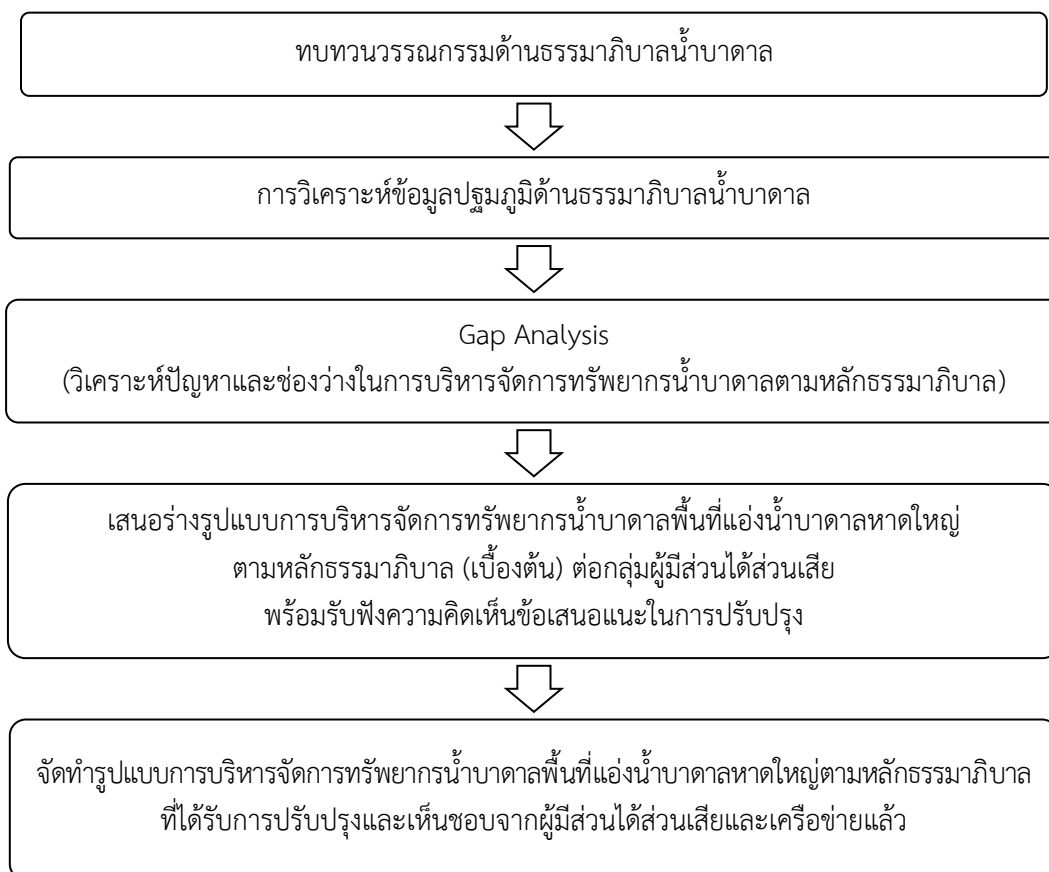 ทบทวนวรรณกรรมด้านธรรมาภิบาลน้ำบาดาล
การวิเคราะห์ข้อมูลปฐมภูมิด้านธรรมาภิบาลน้ำบาดาล
Gap Analysis
(วิเคราะห์ปัญหาและช่องว่างในการบริหารจัดการทรัพยากรน้ำบาดาลตามหลักธรรมาภิบาล)
เสนอร่างรูปแบบการบริหารจัดการทรัพยากรน้ำบาดาลพื้นที่แอ่งน้ำบาดาลหาดใหญ่
ตามหลักธรรมาภิบาล (เบื้องต้น) ต่อกลุ่มผู้มีส่วนได้ส่วนเสีย
พร้อมรับฟังความคิดเห็นข้อเสนอแนะในการปรับปรุง
จัดทำรูปแบบการบริหารจัดการทรัพยากรน้ำบาดาลพื้นที่แอ่งน้ำบาดาลหาดใหญ่ตามหลักธรรมาภิบาล
ที่ได้รับการปรับปรุงและเห็นชอบจากผู้มีส่วนได้ส่วนเสียและเครือข่ายแล้ว